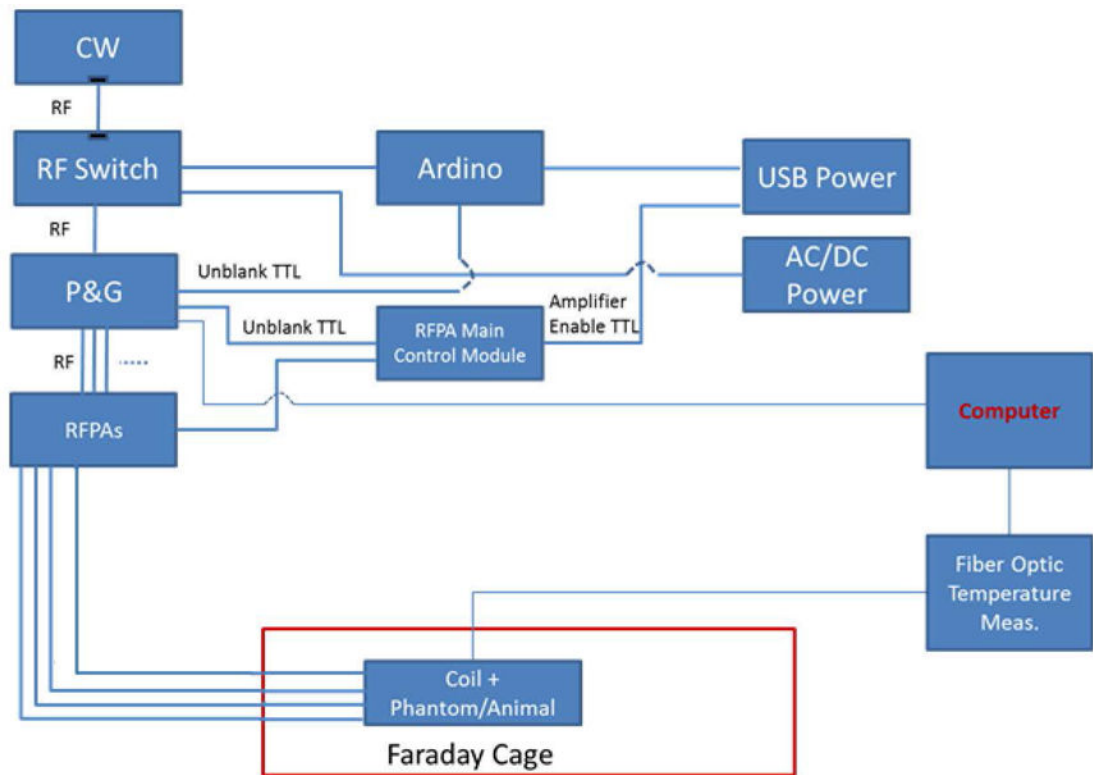 CW
RF
RF Switch
Ardino
USB Power
RF
P&G
Unblank TTL
AC/DC
Power
Unblank TTL
RFPA Main
Control Module
Amplifier
Enable TTL
RF
.....
RFPAs
Computer
Fiber Optic
Temperature
Meas.
Coil +
Phantom/Animal
Faraday Cage